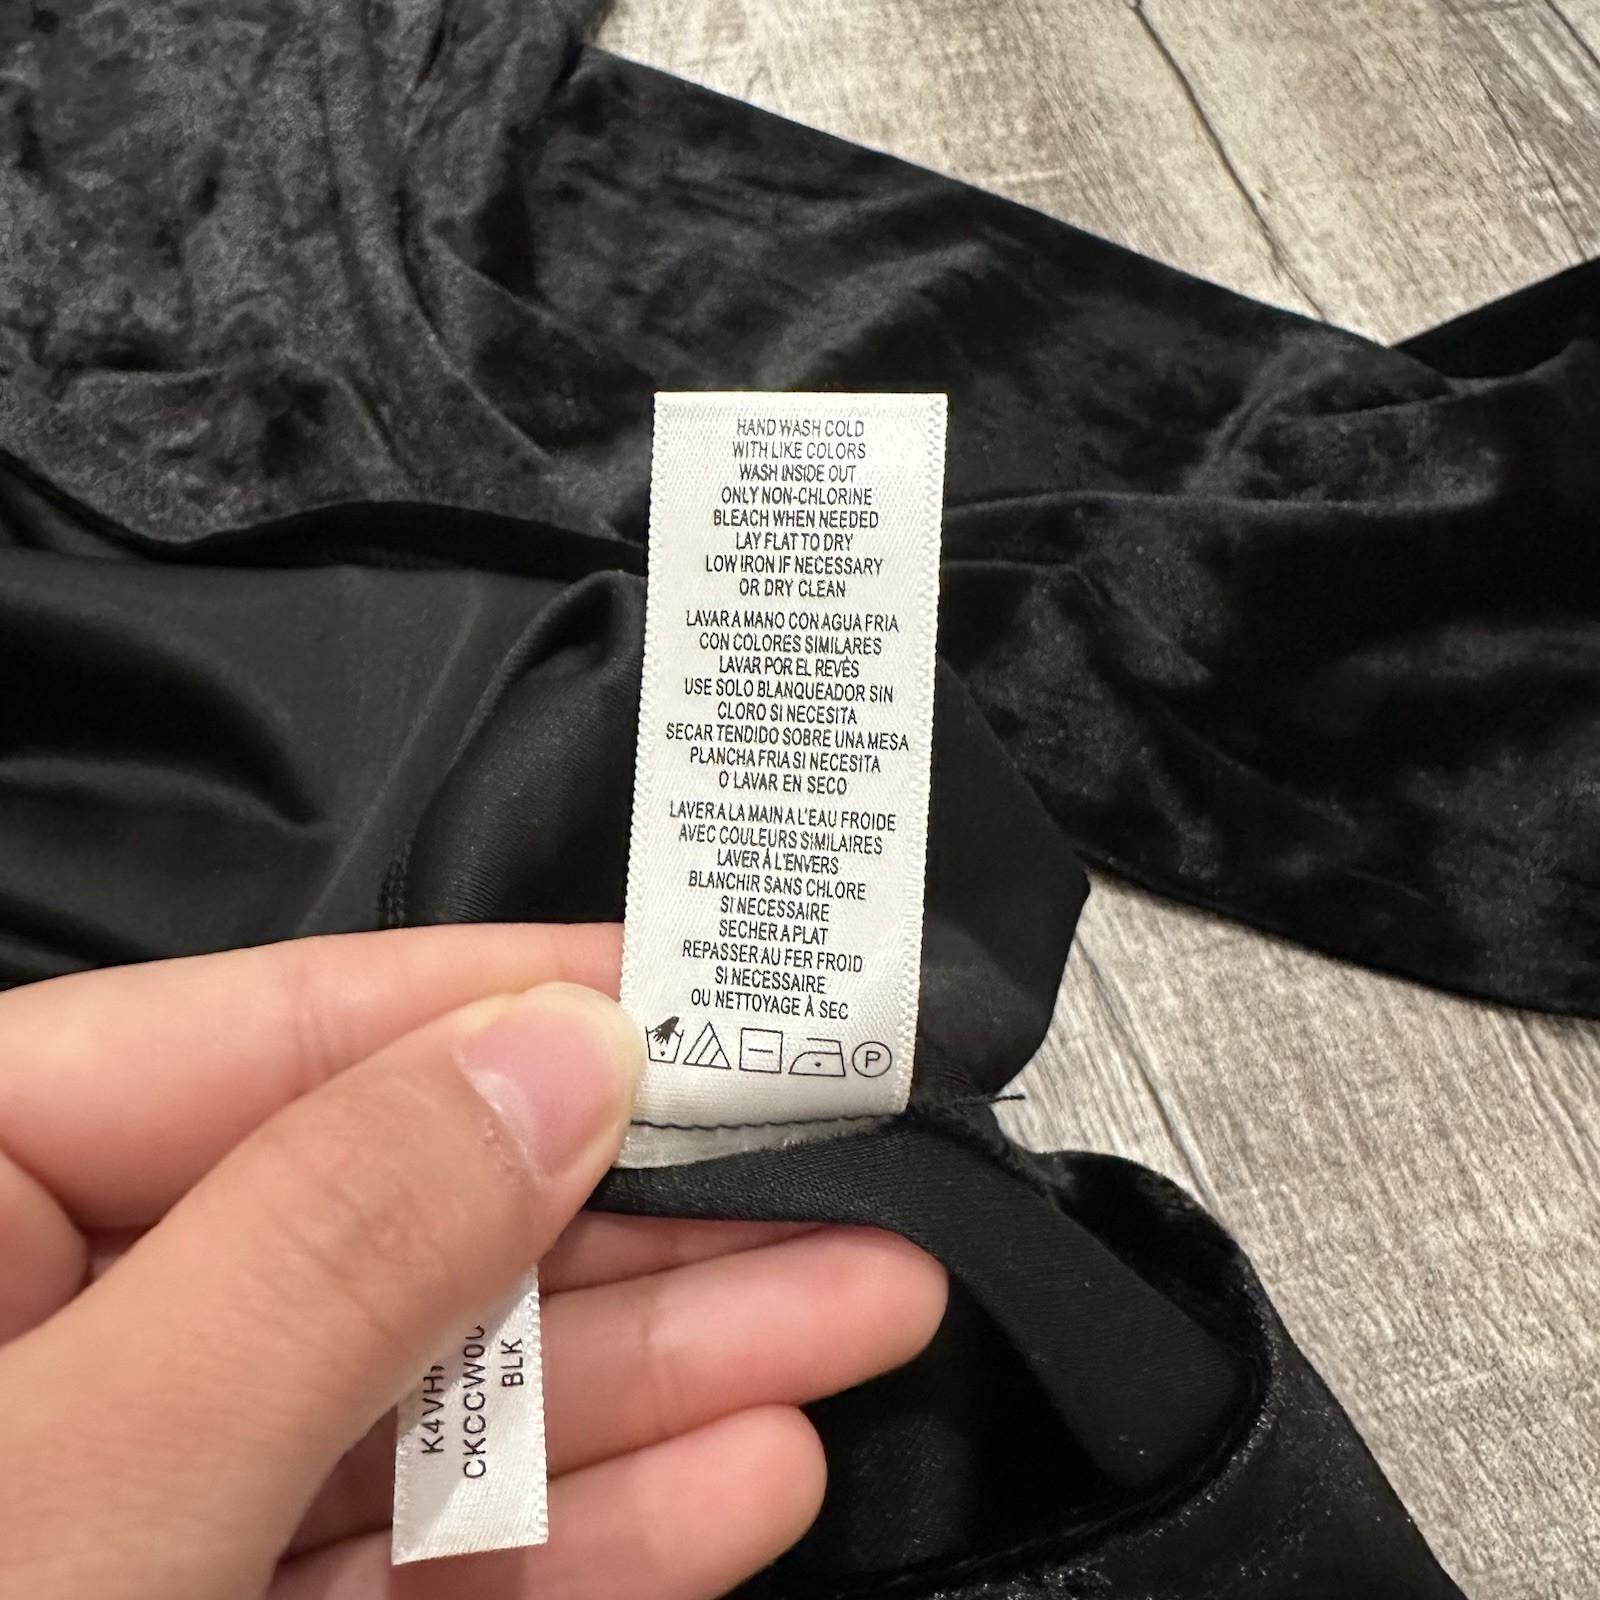 HAND WASH COLD
WITH LIKE COLORS
WASH INSIDE OUT
ONLY NON-CHLORINE
BLEACH WHEN NEEDED
LAY FLAT TO DRY
LOW IRON IF NECESSARY
OR DRY CLEAN
LAVAR A MANO CON AGUA FRIA
CON COLORES SIMILARES
LAVAR POR EL REVÉS
USE SOLO BLANQUEADOR SIN
CLORO SI NECESITA
SECAR TENDIDO SOBRE UNA MESA
PLANCHA FRIA SI NECESITA
O LAVAR EN SECO
LAVER A LA MAIN A L'EAU FROIDE
AVEC COULEURS SIMILAIRES
LAVER À L'ENVERS
BLANCHIR SANS CHLORE
SI NECESSAIRE
SECHER A PLAT
REPASSER AU FER FROID
SI NECESSAIRE
OU NETTOYAGE À SEC
P
BLK